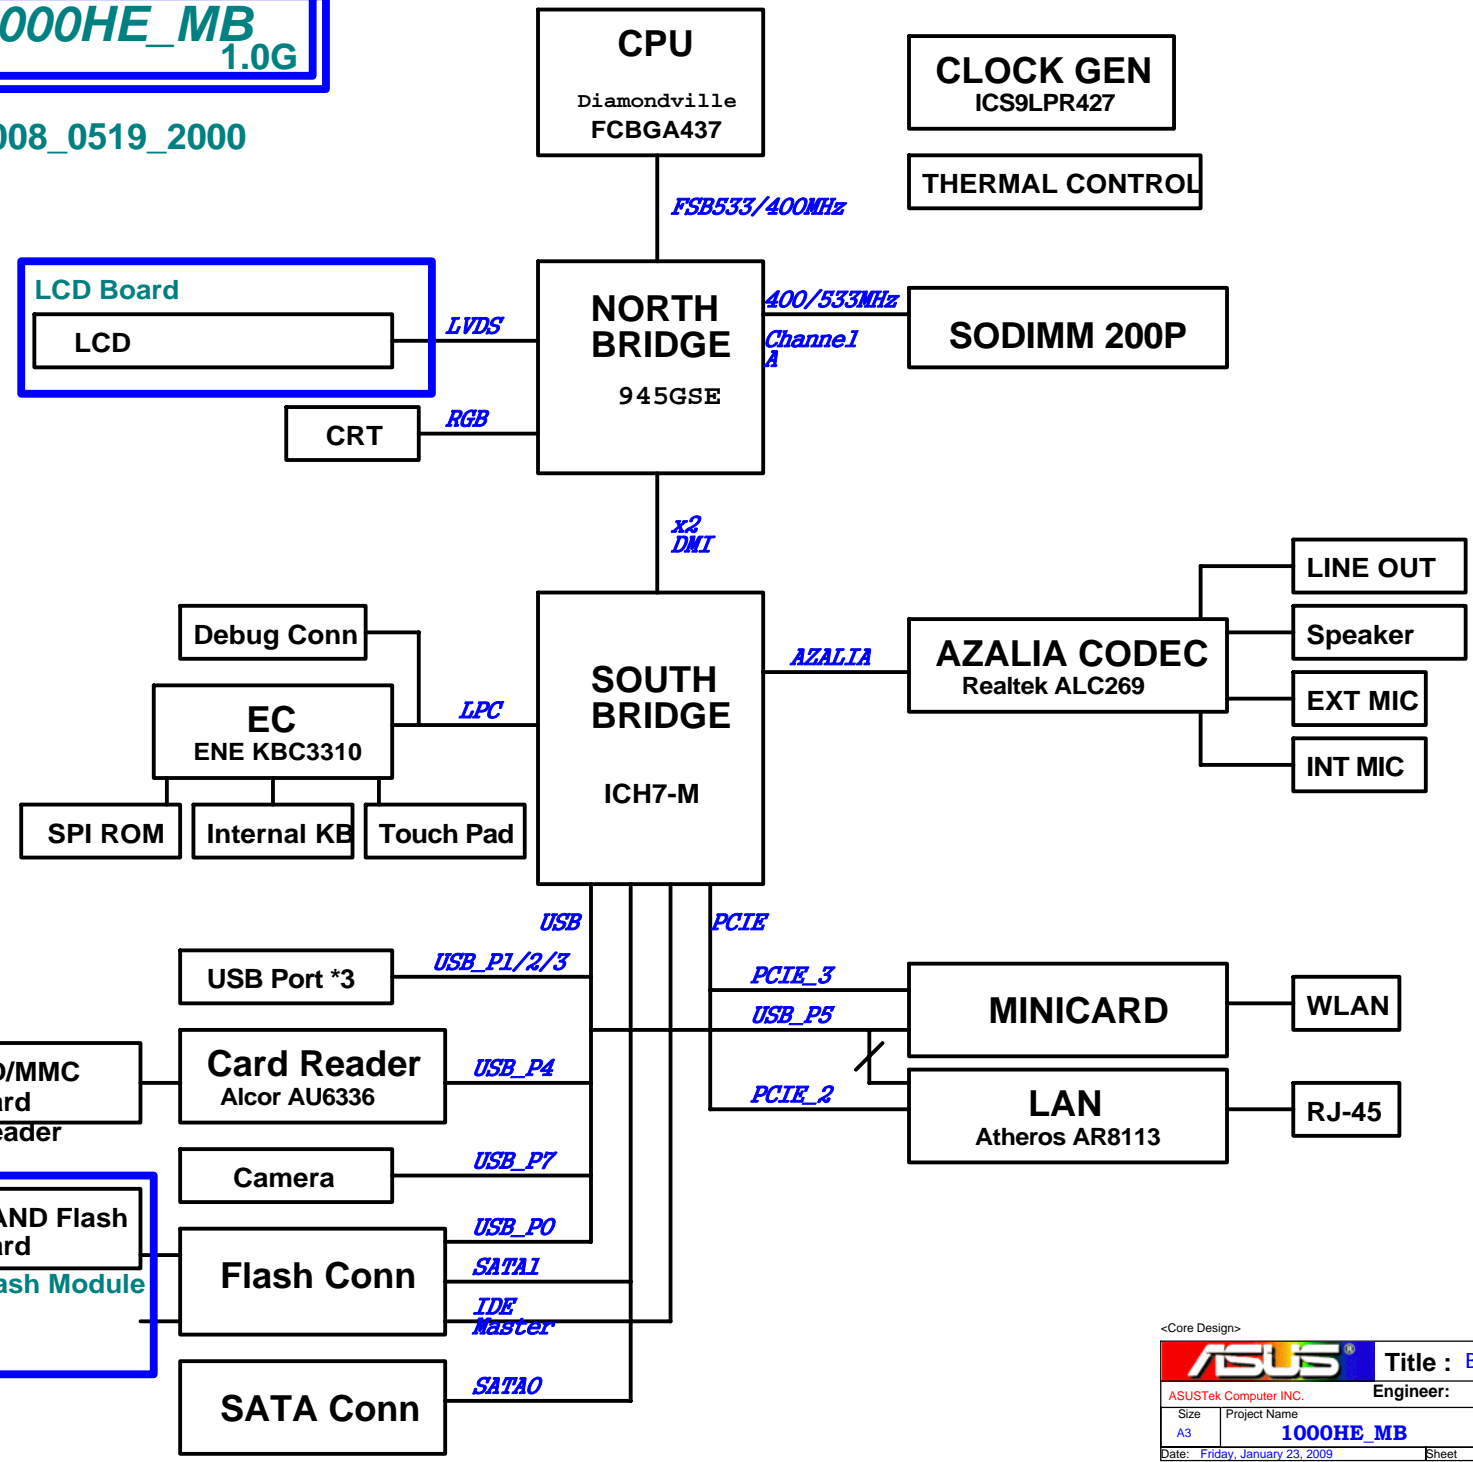 000HE_MB
1.0G
008_0519_2000
CPU
Diamondville
FCBGA437
CLOCK GEN
ICS9LPR427
THERMAL CONTROL
FSB533/400MHz
LCD Board
LCD
LVDS
NORTH
BRIDGE
945GSE
400/533MHz
Channel
A
SODIMM 200P
CRT
RGB
x2
DMI
Debug Conn
EC
ENE KBC3310
LPC
SPI ROM
Internal KB
Touch Pad
SOUTH
BRIDGE
ICH7-M
AZALIA
AZALIA CODEC
Realtek ALC269
LINE OUT
Speaker
EXT MIC
INT MIC
USB
PCIE
USB Port *3
USB_P1/2/3
PCIE_3
USB_P5
MINICARD
WLAN
D/MMC
ard
eader
Card Reader
Alcor AU6336
USB_P4
PCIE_2
LAN
Atheros AR8113
RJ-45
Camera
USB_P7
AND Flash
ard
ash Module
Flash Conn
USB_P0
SATA1
IDE
Master
SATA Conn
SATA0
<Core Design>
ASUS®
Title : B
ASUSTek Computer INC.
Engineer:
Size
Project Name
A3
1000HE_MB
Date: Friday, January 23, 2009
Sheet